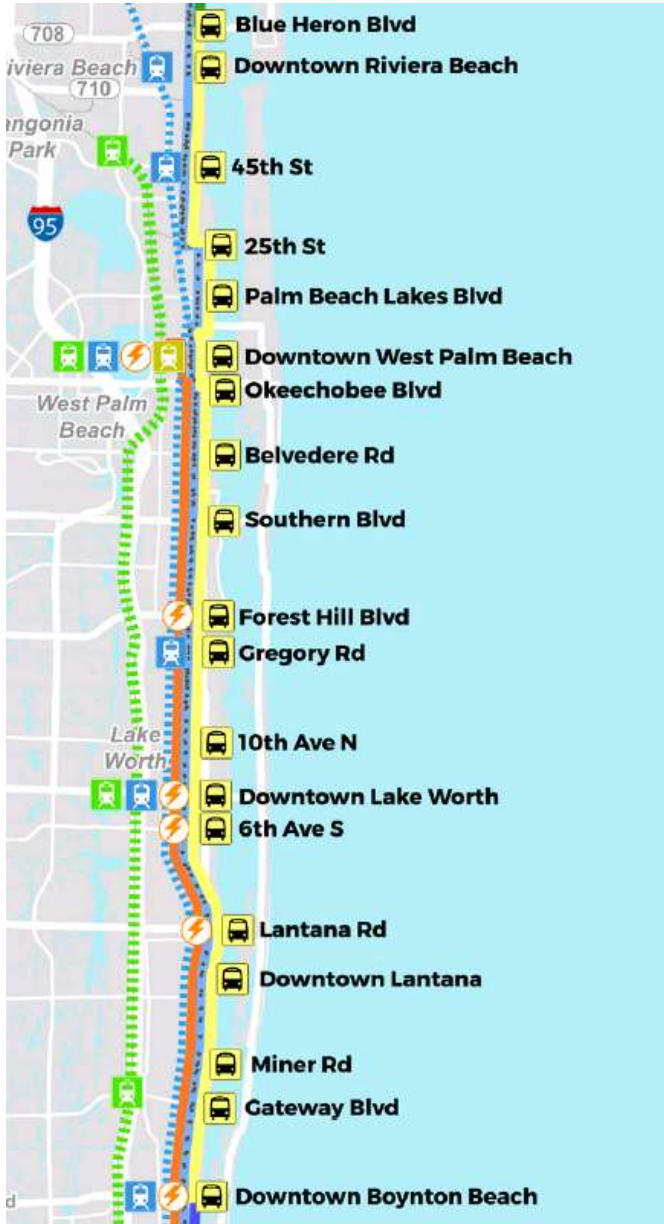 708
Blue Heron Blvd
iviera Beach
Downtown Riviera Beach
710
angonia
Park
45th St
95
25th St
Palm Beach Lakes Blvd
Downtown West Palm Beach
West Palm
Beach
Okeechobee Blvd
Belvedere Rd
Southern Blvd
Forest Hill Blvd
Gregory Rd
Lake
Worth
10th Ave N
Downtown Lake Worth
6th Ave S
Lantana Rd
Downtown Lantana
Miner Rd
Gateway Blvd
d
Downtown Boynton Beach